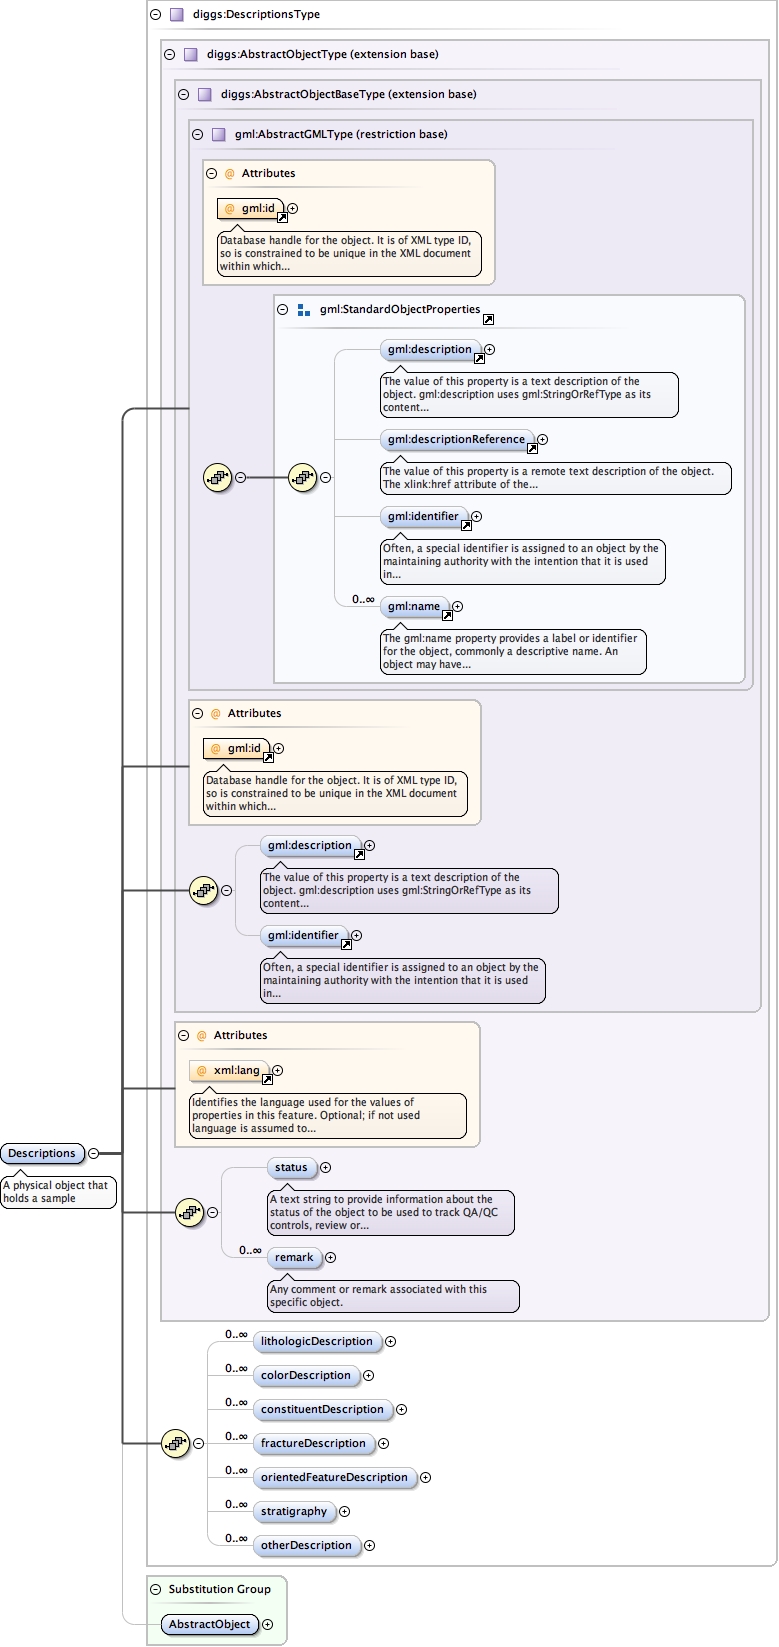 diggs:DescriptionsType
diggs:AbstractObjectType (extension base)
diggs:AbstractObjectBaseType (extension base)
gml:AbstractGMLType (restriction base)
@ Attributes
@ gml:id
Database handle for the object. It is of XML type ID,
so is constrained to be unique in the XML document
within which...
gml:StandardObjectProperties
gml:description
The value of this property is a text description of the
object. gml:description uses gml:StringOrRefType as its
content...
gml:descriptionReference
The value of this property is a remote text description of the object.
The xlink:href attribute of the...
gml:identifier
Often, a special identifier is assigned to an object by the
maintaining authority with the intention that it is used
in...
0..∞
gml:name
The gml:name property provides a label or identifier
for the object, commonly a descriptive name. An
object may have...
@ Attributes
@ gml:id
Database handle for the object. It is of XML type ID,
so is constrained to be unique in the XML document
within which...
gml:description
The value of this property is a text description of the
object. gml:description uses gml:StringOrRefType as its
content...
gml:identifier
Often, a special identifier is assigned to an object by the
maintaining authority with the intention that it is used
in...
@ Attributes
@ xml:lang
Identifies the language used for the values of
properties in this feature. Optional; if not used
language is assumed to...
Descriptions
A physical object that
holds a sample
status
A text string to provide information about the
status of the object to be used to track QA/QC
controls, review or...
0..∞
remark
Any comment or remark associated with this
specific object.
0..∞
lithologicDescription
0..∞
colorDescription
0..∞
constituentDescription
0..∞
fractureDescription
0..∞
orientedFeatureDescription
0..∞
stratigraphy
0..∞
otherDescription
Substitution Group
AbstractObject